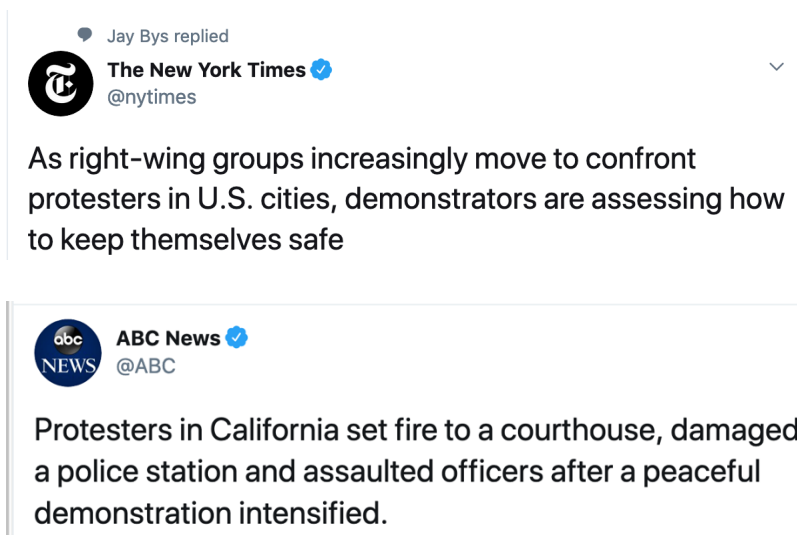 Jay Bys replied
The New York Times
@nytimes
As right-wing groups increasingly move to confront
protesters in U.S. cities, demonstrators are assessing how
to keep themselves safe
abc
NEWS
ABC News
@ABC
Protesters in California set fire to a courthouse, damaged
a police station and assaulted officers after a peaceful
demonstration intensified.